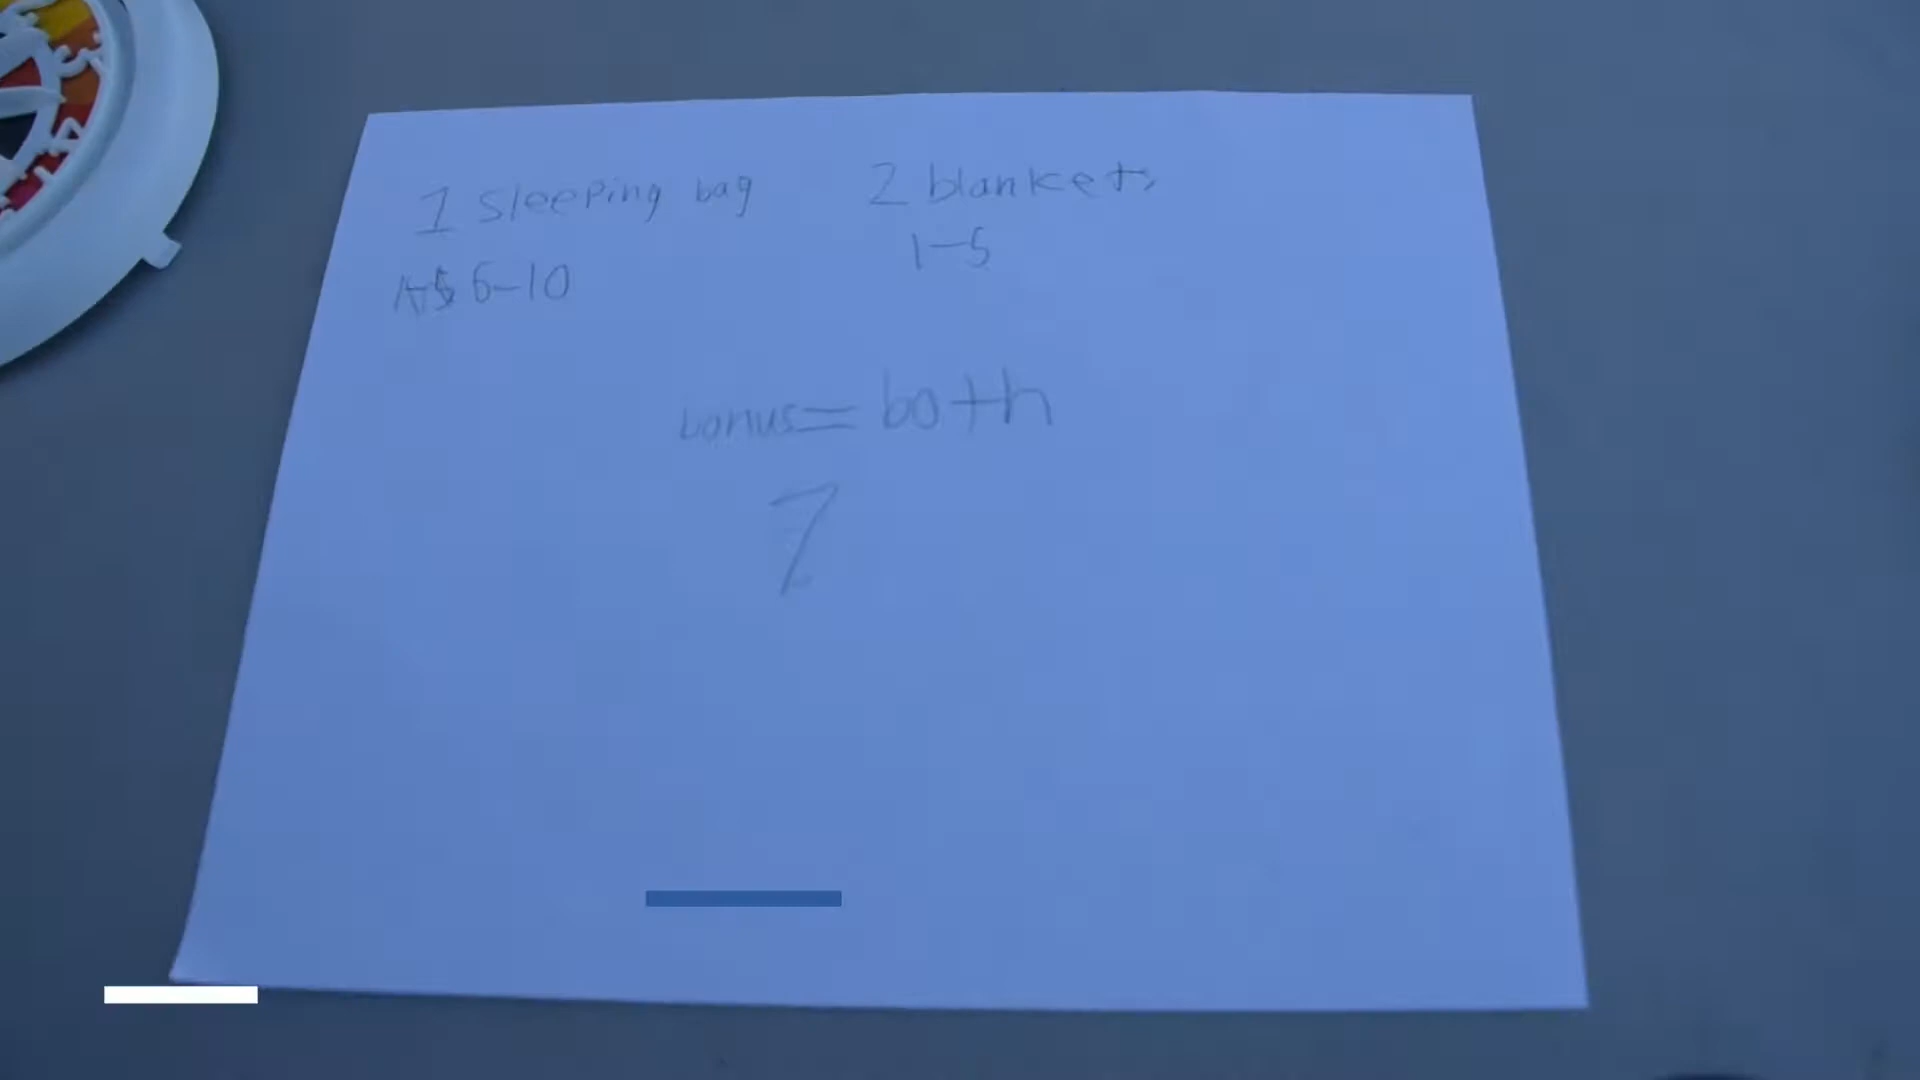 1 sleeping bag
2 blankets
6-10
1-5
bonus= both
7